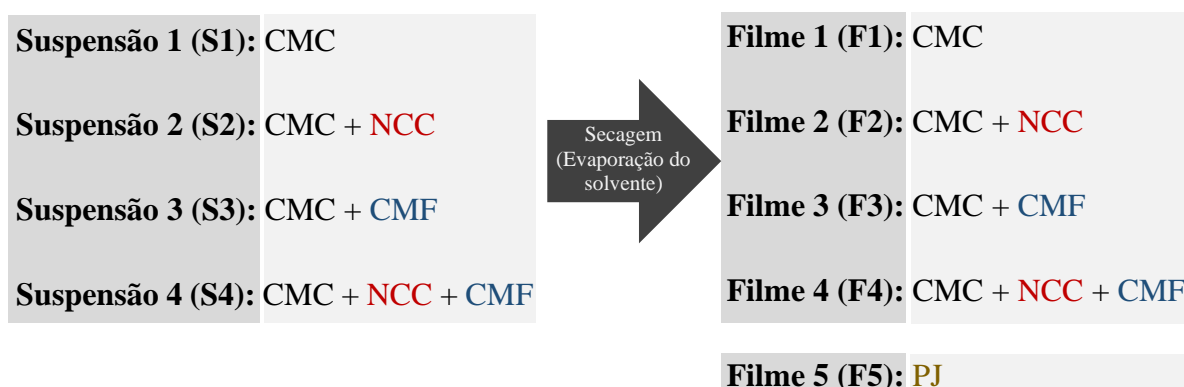 Suspensão 1 (S1): CMC
Suspensão 2 (S2): CMC + NCC
Suspensão 3 (S3): CMC + CMF
Suspensão 4 (S4): CMC + NCC + CMF
Secagem
(Evaporação do
solvente)
Filme 1 (F1): CMC
Filme 2 (F2): CMC + NCC
Filme 3 (F3): CMC + CMF
Filme 4 (F4): CMC + NCC + CMF
Filme 5 (F5): PJ